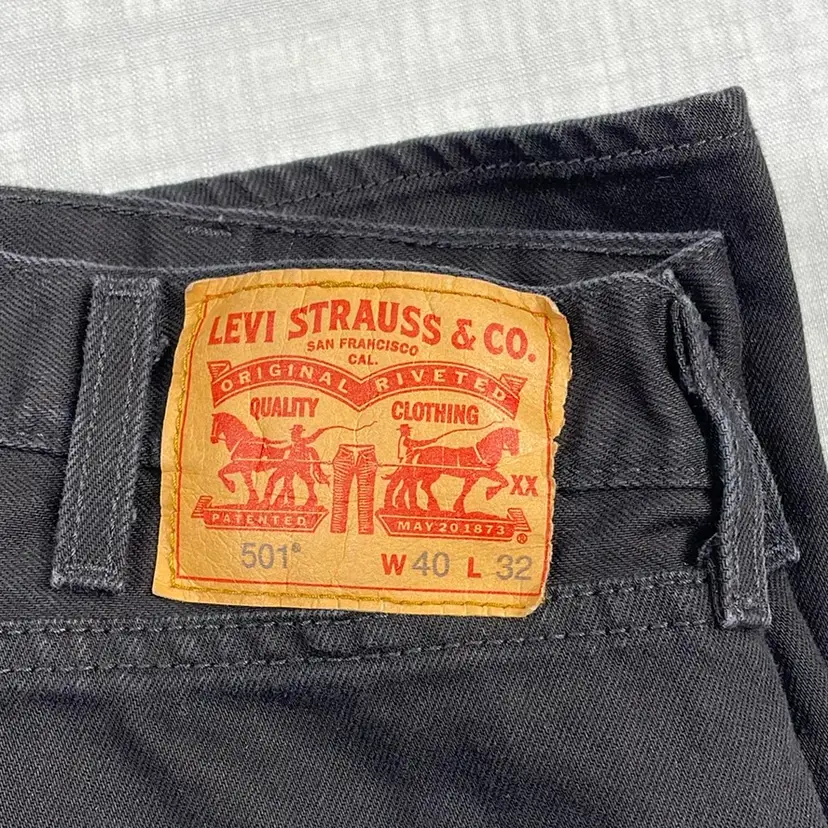 LEVI STRAUSS & CO.
SAN FRANCISCO
CAL.
ORIGINAL RIVETED
QUALITY CLOTHING
XX
PATENTED MAY 20 1873 ®
501® W 40 L 32